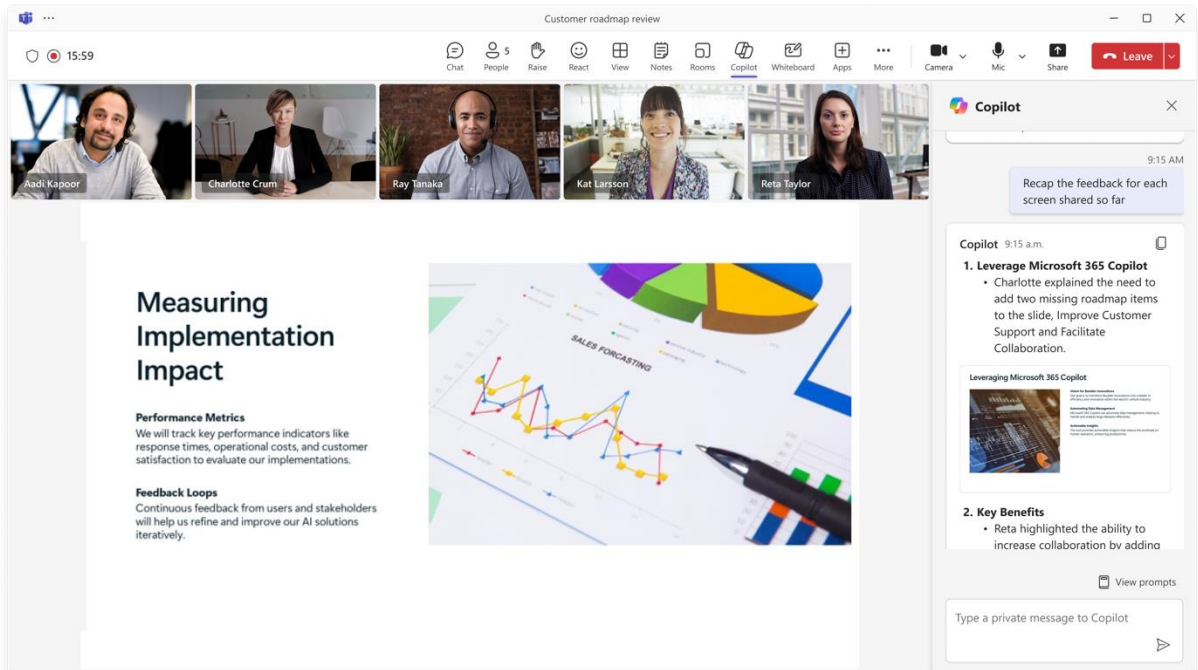 Customer roadmap review
15:59
Chat
People
5
Raise
React
View
Notes
Rooms
Copilot
Whiteboard
Apps
More
Camera
Mic
Share
Leave
Aadi Kapoor
Charlotte Crum
Ray Tanaka
Kat Larsson
Reta Taylor
Measuring
Implementation
Impact
Performance Metrics
We will track key performance indicators like
response times, operational costs, and customer
satisfaction to evaluate our implementations.
Feedback Loops
Continuous feedback from users and stakeholders
will help us refine and improve our AI solutions
iteratively.
SALES FORCASTING
Copilot
9:15 AM
Recap the feedback for each
screen shared so far
Copilot 9:15 a.m.
1. Leverage Microsoft 365 Copilot
• Charlotte explained the need to
add two missing roadmap items
to the slide, Improve Customer
Support and Facilitate
Collaboration.
Leveraging Microsoft 365 Copilot
Automating Data Management
Actionable Insights
2. Key Benefits
• Reta highlighted the ability to
increase collaboration by adding
View prompts
Type a private message to Copilot